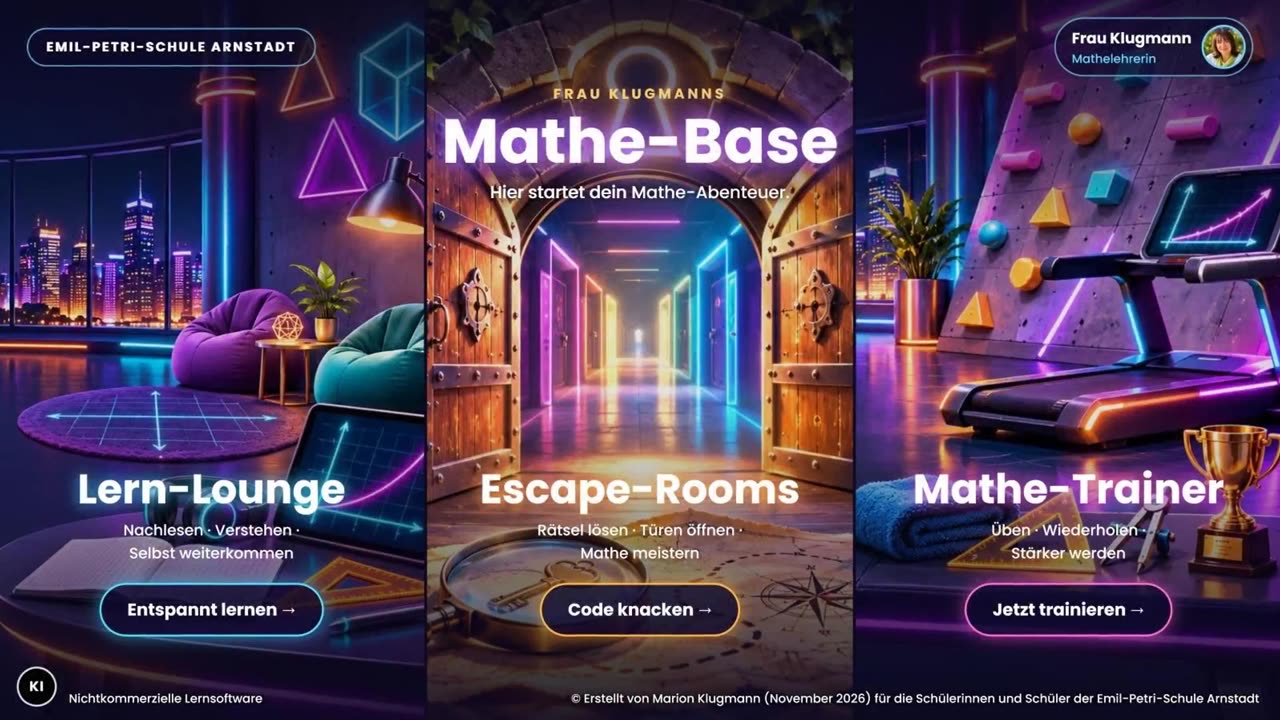 EMIL-PETRI-SCHULE ARNSTADT
Frau Klugmann
Mathelehrerin
FRAU KLUGMANNS
Mathe-Base
Hier startet dein Mathe-Abenteuer.
Lern-Lounge
Nachlesen · Verstehen ·
Selbst weiterkommen
Entspannt lernen →
Escape-Rooms
Rätsel lösen · Türen öffnen ·
Mathe meistern
Code knacken →
Mathe-Trainer
Üben · Wiederholen ·
Stärker werden
Jetzt trainieren →
KI
Nichtkommerzielle Lernsoftware
© Erstellt von Marion Klugmann (November 2026) für die Schülerinnen und Schüler der Emil-Petri-Schule Arnstadt